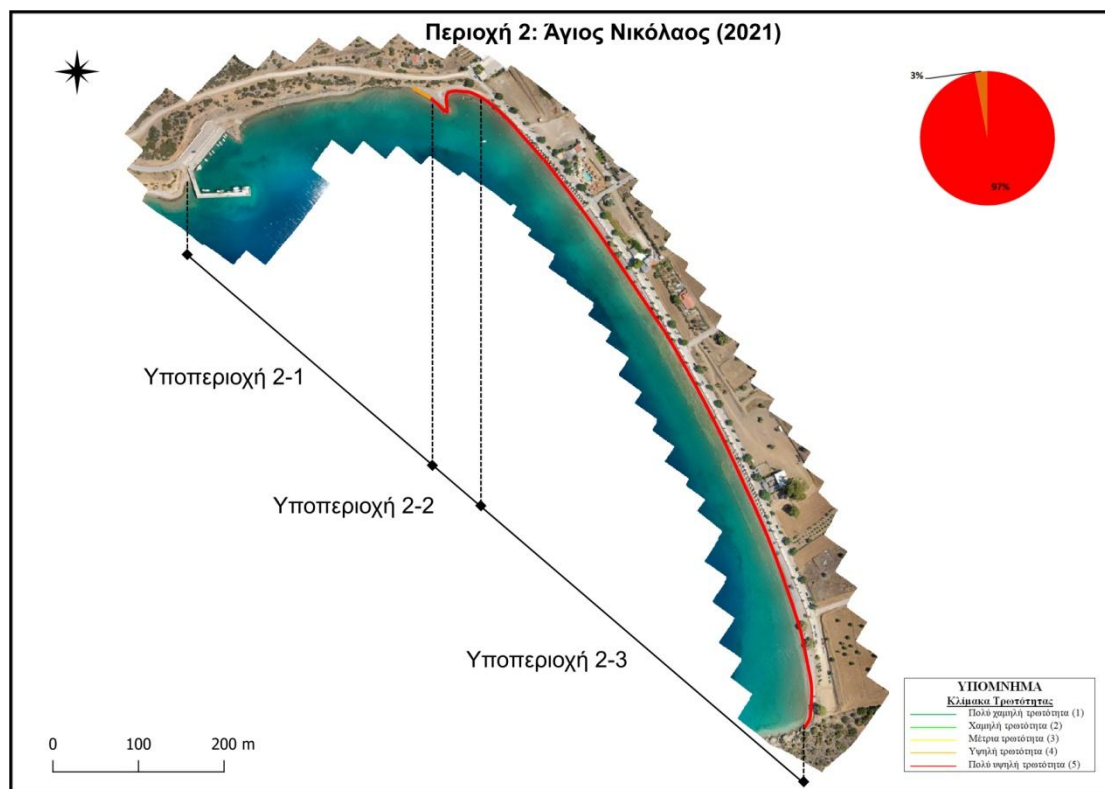 Περιοχή 2: Άγιος Νικόλαος (2021)
3%
97%
Υποπεριοχή 2-1
Υποπεριοχή 2-2
Υποπεριοχή 2-3
0 100 200 m
ΥΠΟΜΝΗΜΑ
Κλίμακα Τρωτότητας
Πολύ χαμηλή τρωτότητα (1)
Χαμηλή τρωτότητα (2)
Μέτρια τρωτότητα (3)
Υψηλή τρωτότητα (4)
Πολύ υψηλή τρωτότητα (5)